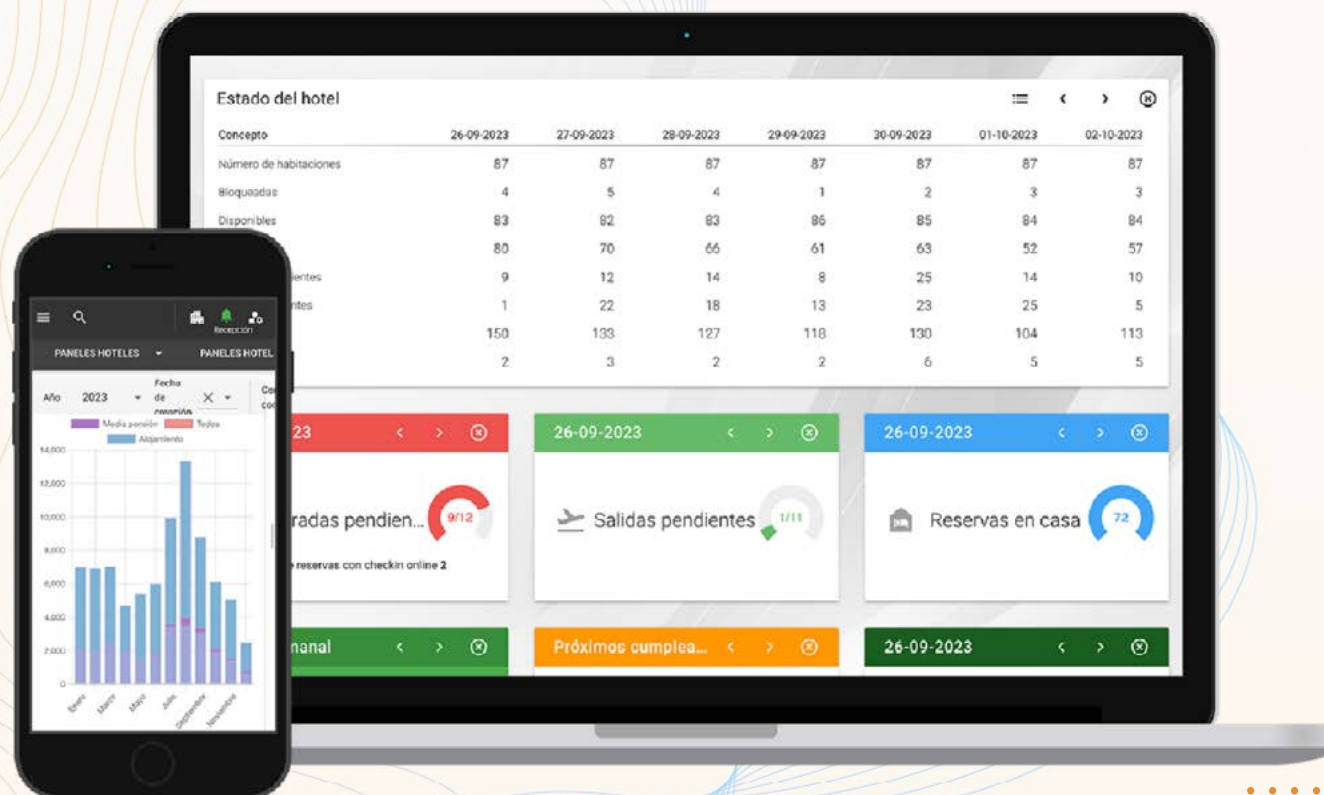 Estado del hotel
Concepto 26-09-2023 27-09-2023 28-09-2023 29-09-2023 30-09-2023 01-10-2023 02-10-2023
Número de habitaciones 87 87 87 87 87 87 87
Bloqueadas 4 5 4 1 2 3 3
Disponibles 83 82 83 86 85 84 84
80 70 66 61 63 52 57
ientes 9 12 14 8 25 14 10
ntes 1 22 18 13 23 25 5
150 133 127 118 130 104 113
2 3 2 2 6 5 5
23
radas pendien... 9/12
reservas con checkin online 2
26-09-2023
Salidas pendientes 1/11
26-09-2023
Reservas en casa 72
nanal
Próximos cumplea...
26-09-2023
Recepción
PANELES HOTELES PANELES HOTEL
Año 2023 Fecha de creación
Media pensión Todos
Alojamiento
14,000
12,000
10,000
8,000
6,000
4,000
2,000
0
Enero Marzo Mayo Julio Septiembre Noviembre